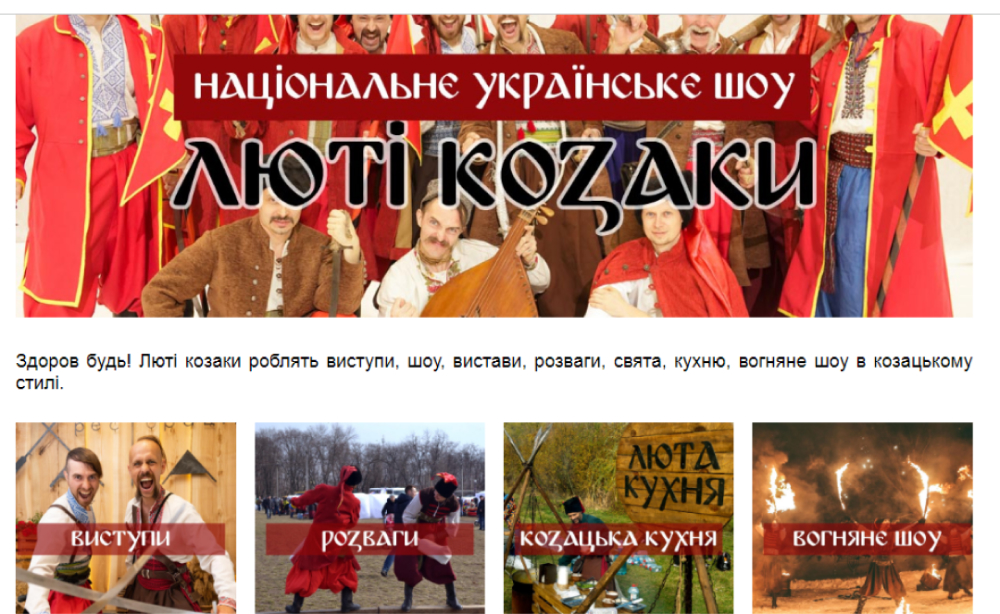 НАЦІОНАЛЬНЕ УКРАЇНСЬКЕ ШОУ
ЛЮТІ КОЗАКИ
Здоров будь! Люті козаки роблять виступи, шоу, вистави, розваги, свята, кухню, вогняне шоу в козацькому
стилі.
ЛЮТА
КУХНЯ
ВИСТУПИ
РОЗВАГИ
КОЗАЦЬКА КУХНЯ
ВОГНЯНЕ ШОУ